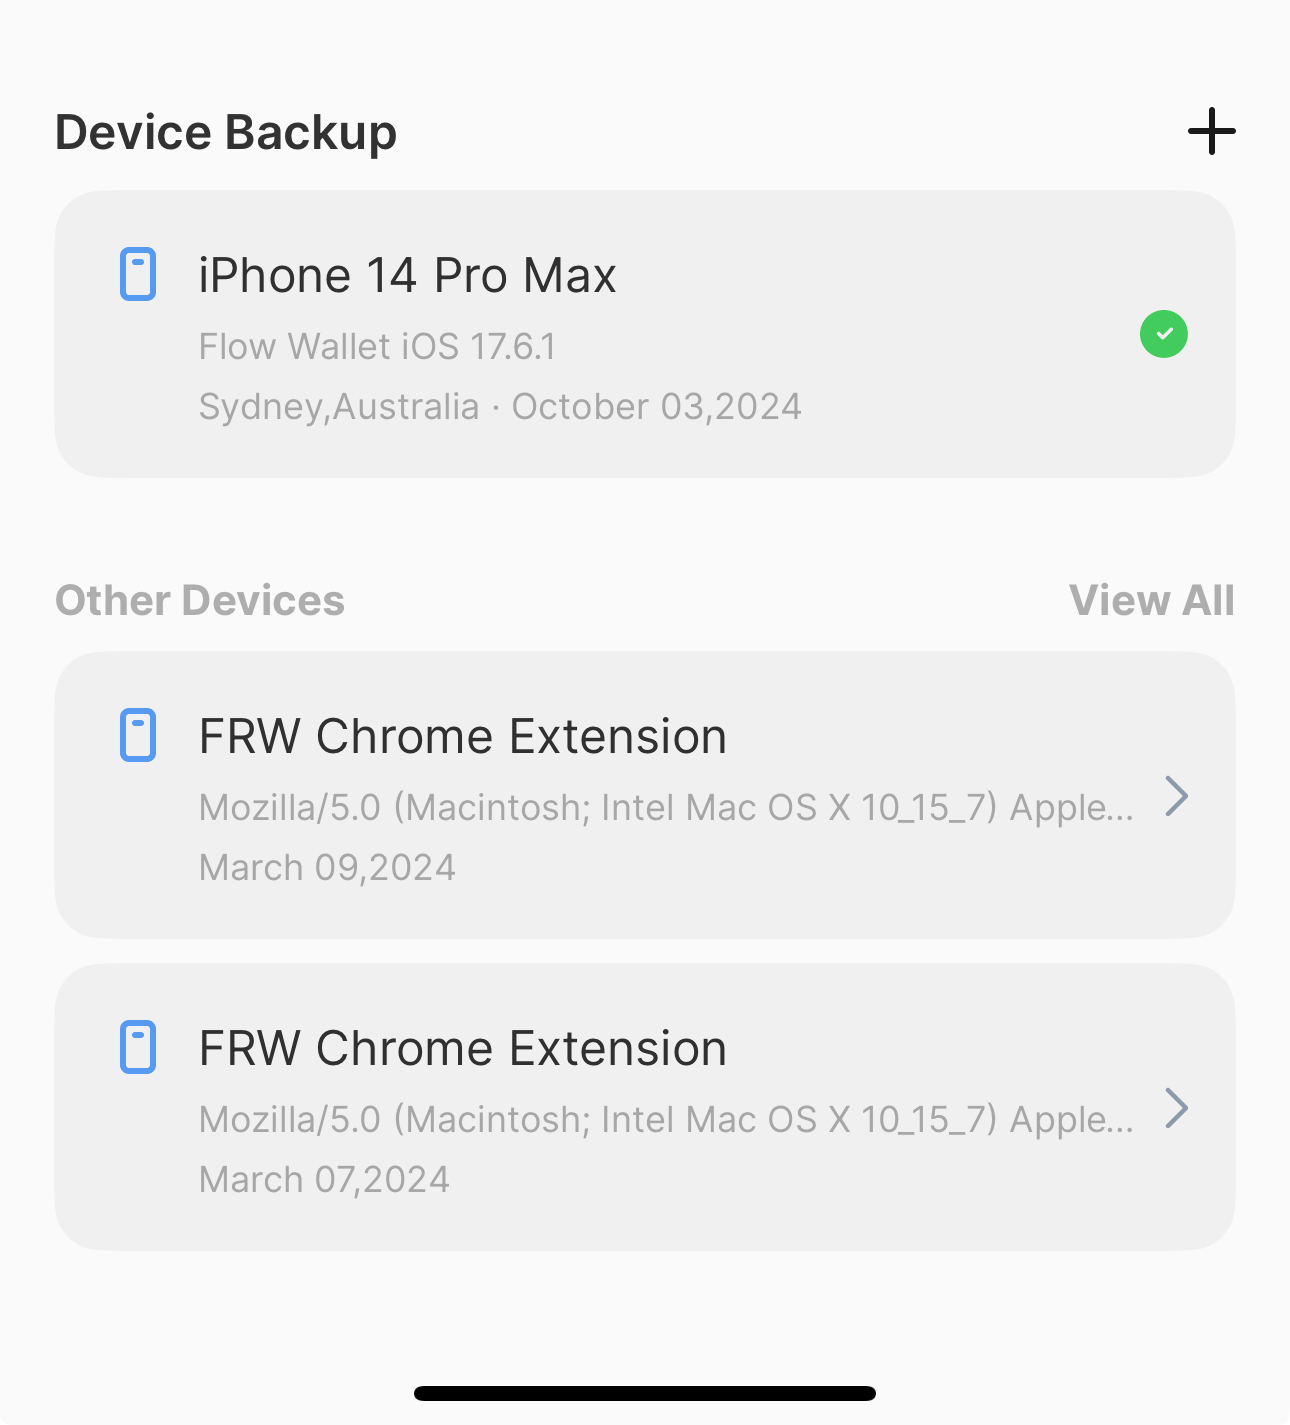 Device Backup
iPhone 14 Pro Max
Flow Wallet iOS 17.6.1
Sydney,Australia · October 03,2024
Other Devices
View All
FRW Chrome Extension
Mozilla/5.0 (Macintosh; Intel Mac OS X 10_15_7) Apple...
March 09,2024
FRW Chrome Extension
Mozilla/5.0 (Macintosh; Intel Mac OS X 10_15_7) Apple...
March 07,2024